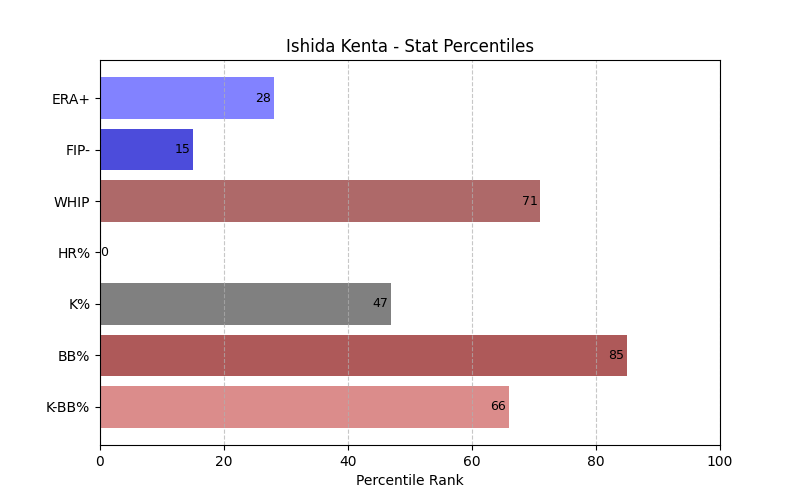 Ishida Kenta - Stat Percentiles
ERA+ 28
FIP- 15
WHIP 71
HR% 0
K% 47
BB% 85
K-BB% 66
0 20 40 60 80 100
Percentile Rank